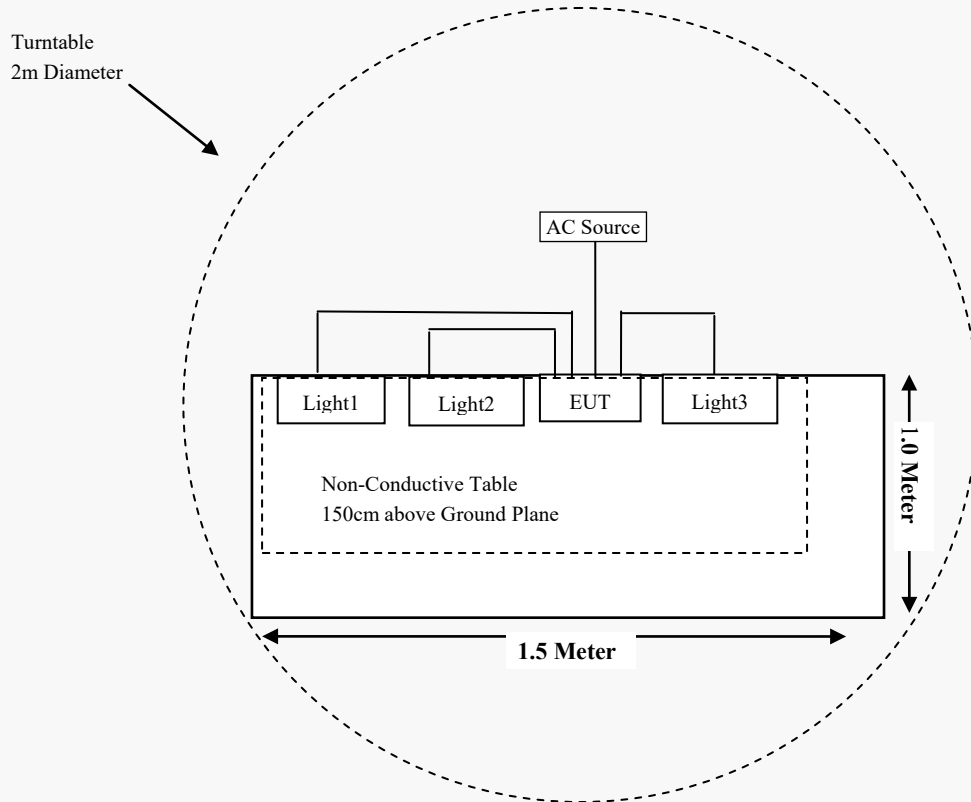 Turntable
2m Diameter
AC Source
Light1
Light2
EUT
Light3
Non-Conductive Table
150cm above Ground Plane
1.0 Meter
1.5 Meter